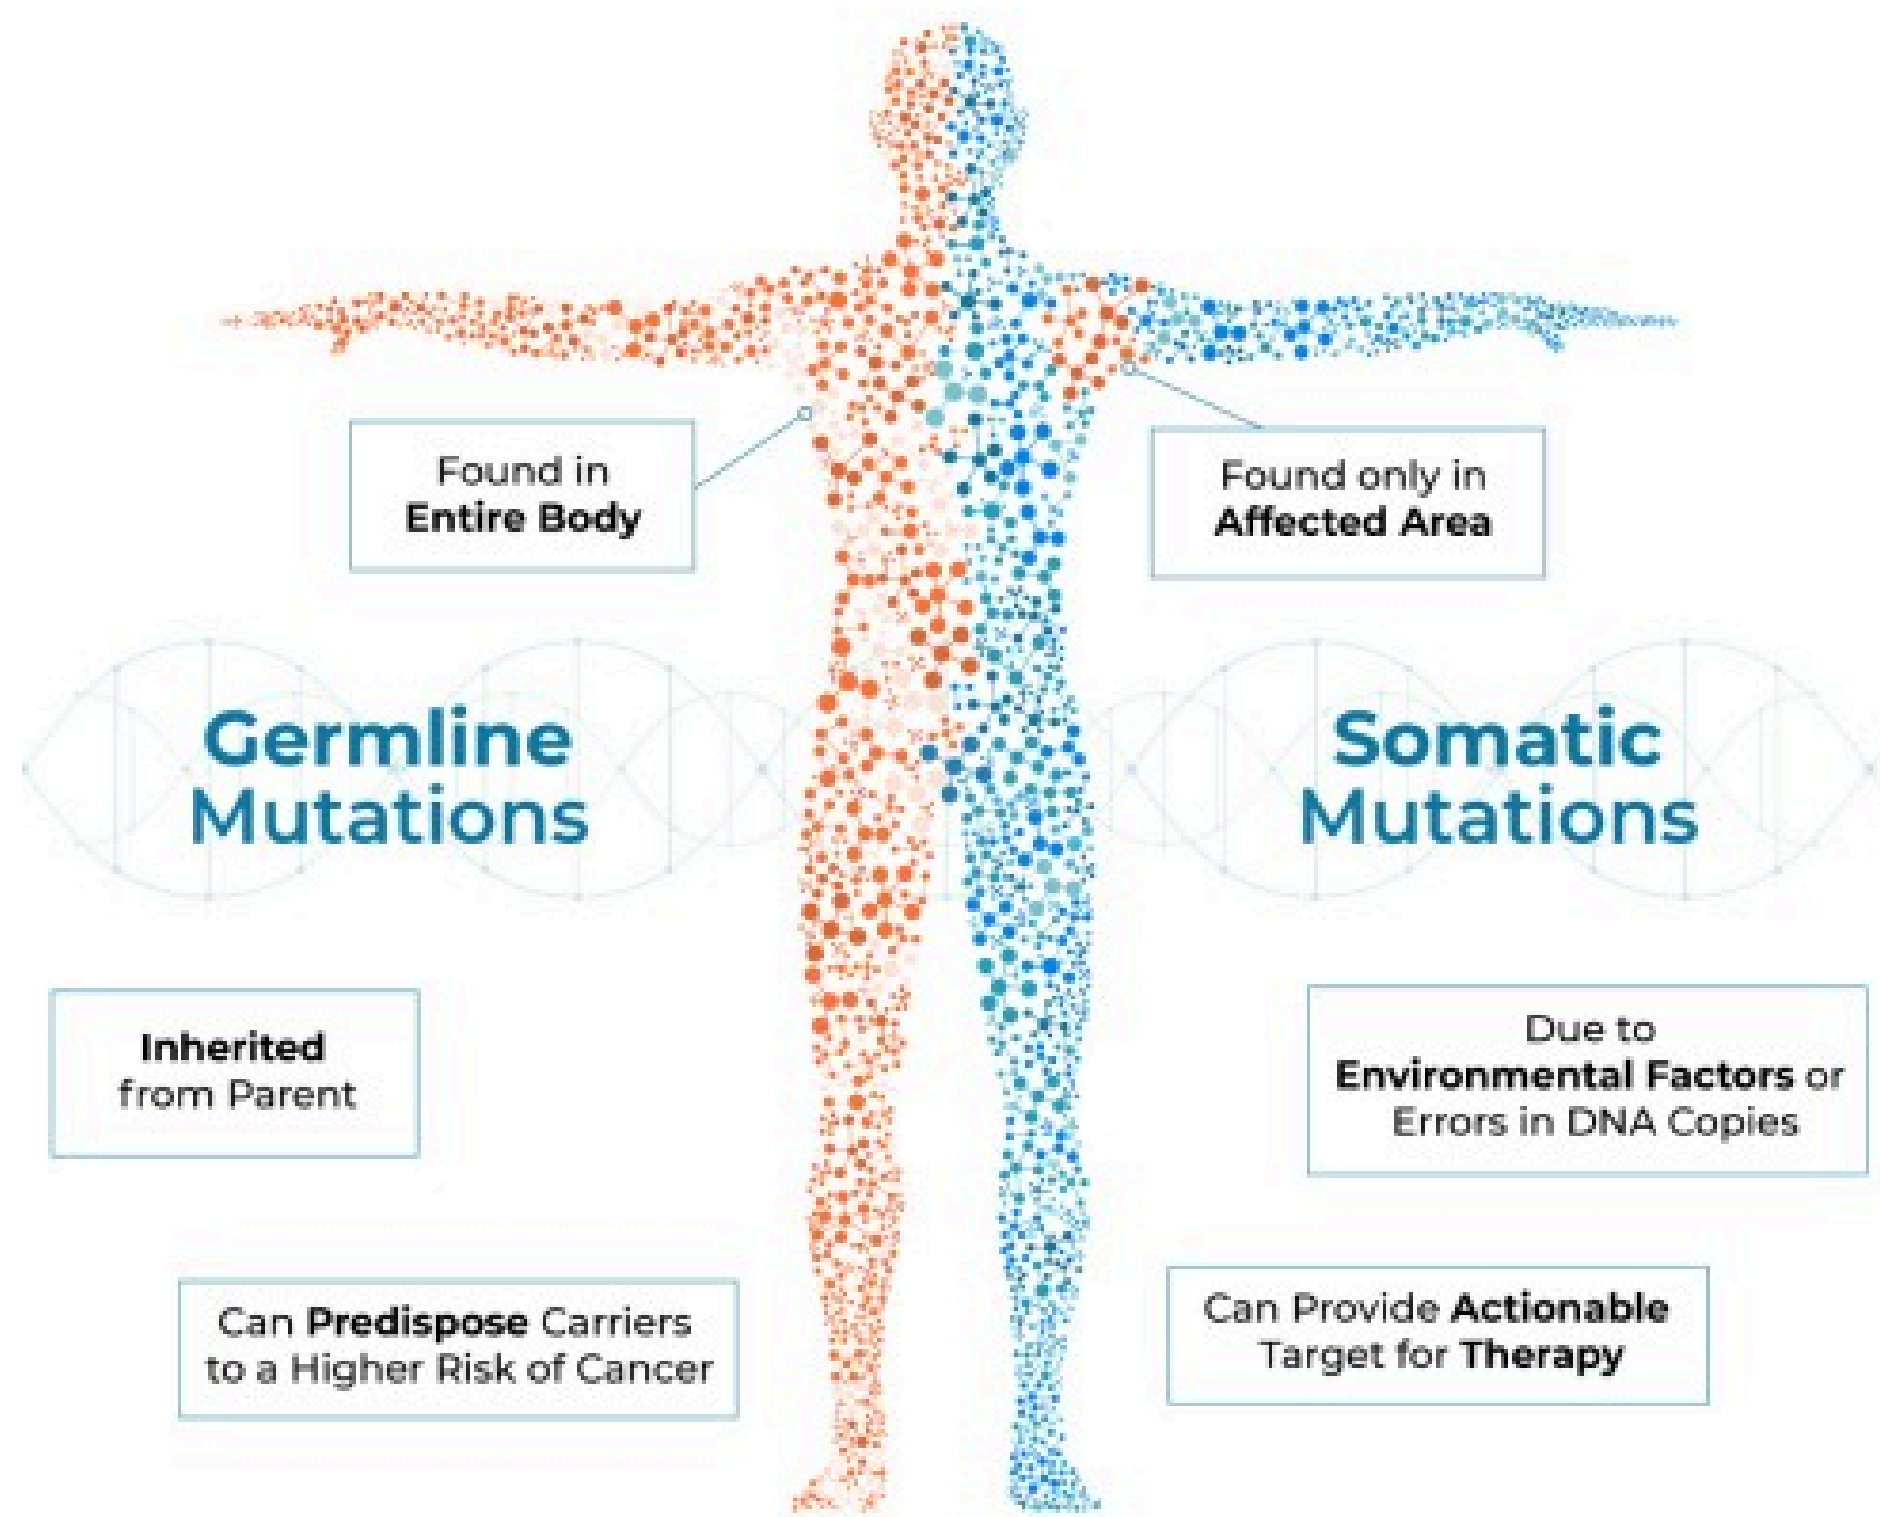 Found in
Entire Body
Found only in
Affected Area
Germline
Mutations
Somatic
Mutations
Inherited
from Parent
Due to
Environmental Factors or
Errors in DNA Copies
Can Predispose Carriers
to a Higher Risk of Cancer
Can Provide Actionable
Target for Therapy